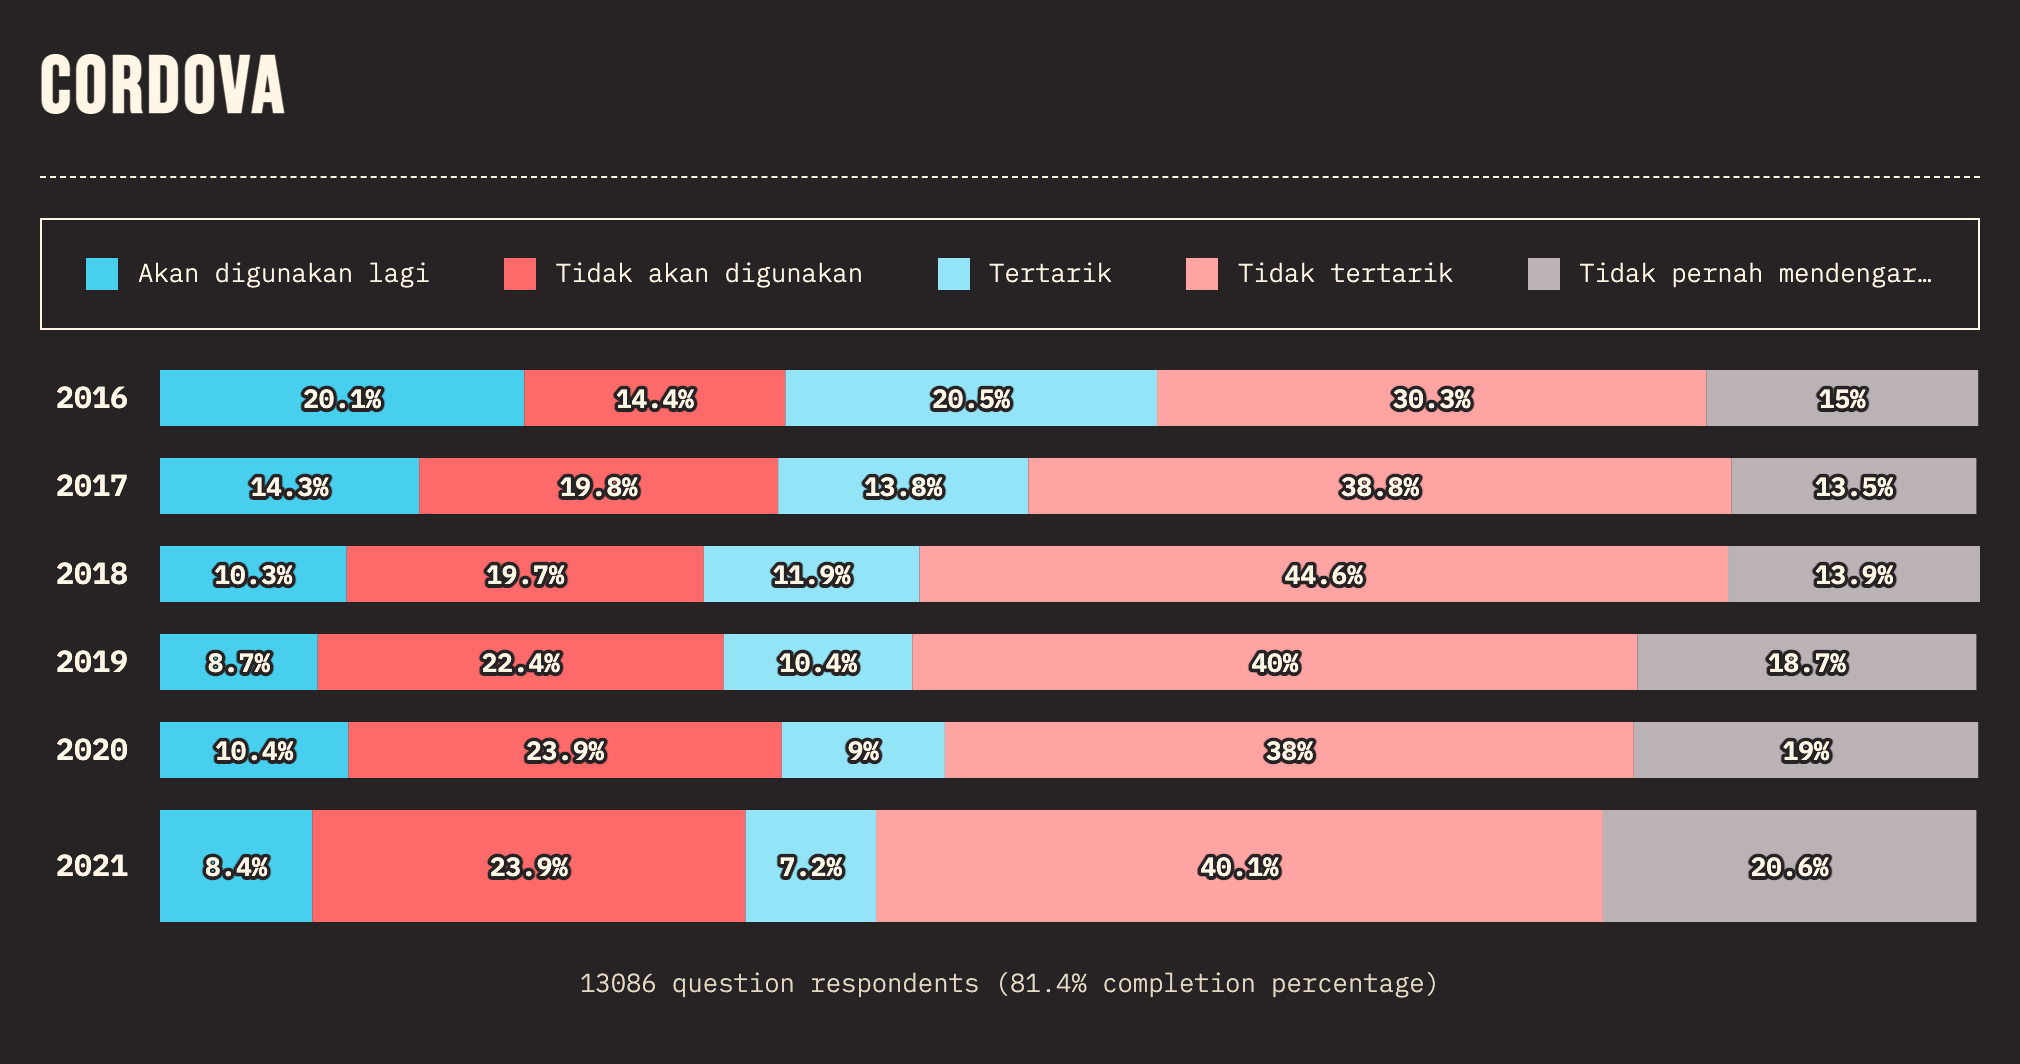 CORDOVA
Akan digunakan lagi Tidak akan digunakan Tertarik Tidak tertarik Tidak pernah mendengar…
2016 20.1% 14.4% 20.5% 30.3% 15%
2017 14.3% 19.8% 13.8% 38.8% 13.5%
2018 10.3% 19.7% 11.9% 44.6% 13.9%
2019 8.7% 22.4% 10.4% 40% 18.7%
2020 10.4% 23.9% 9% 38% 19%
2021 8.4% 23.9% 7.2% 40.1% 20.6%
13086 question respondents (81.4% completion percentage)